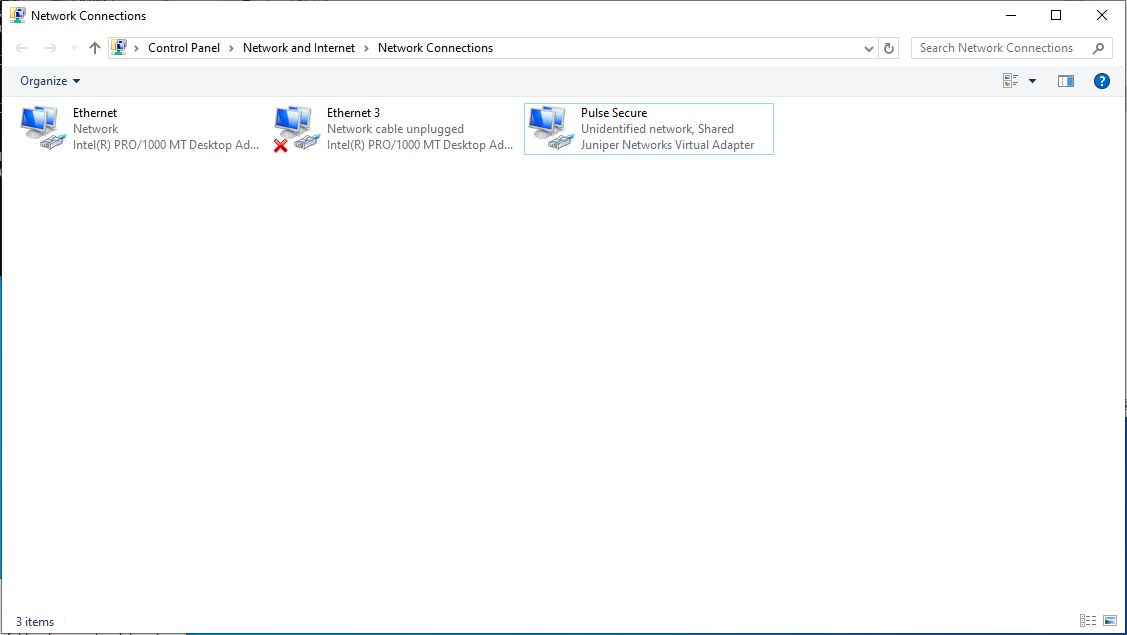 Network Connections
Control Panel > Network and Internet > Network Connections
Search Network Connections
Organize
Ethernet
Network
Intel(R) PRO/1000 MT Desktop Ad...
Ethernet 3
Network cable unplugged
Intel(R) PRO/1000 MT Desktop Ad...
Pulse Secure
Unidentified network, Shared
Juniper Networks Virtual Adapter
3 items